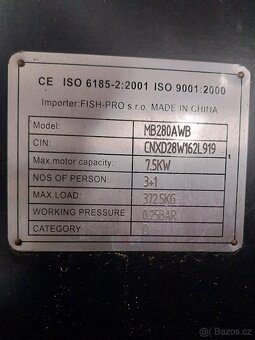 CE ISO 6185-2:2001 ISO 9001:2000
Importer:FISH-PRO s r.o. MADE IN CHINA
Model: MB280AWB
CIN: CNXD28W162L919
Max.motor capacity: 7.5KW
NOS OF PERSON: 3+1
MAX.LOAD: 372.5KG
WORKING PRESSURE 0.25BAR
CATEGORY
Bazos.cz